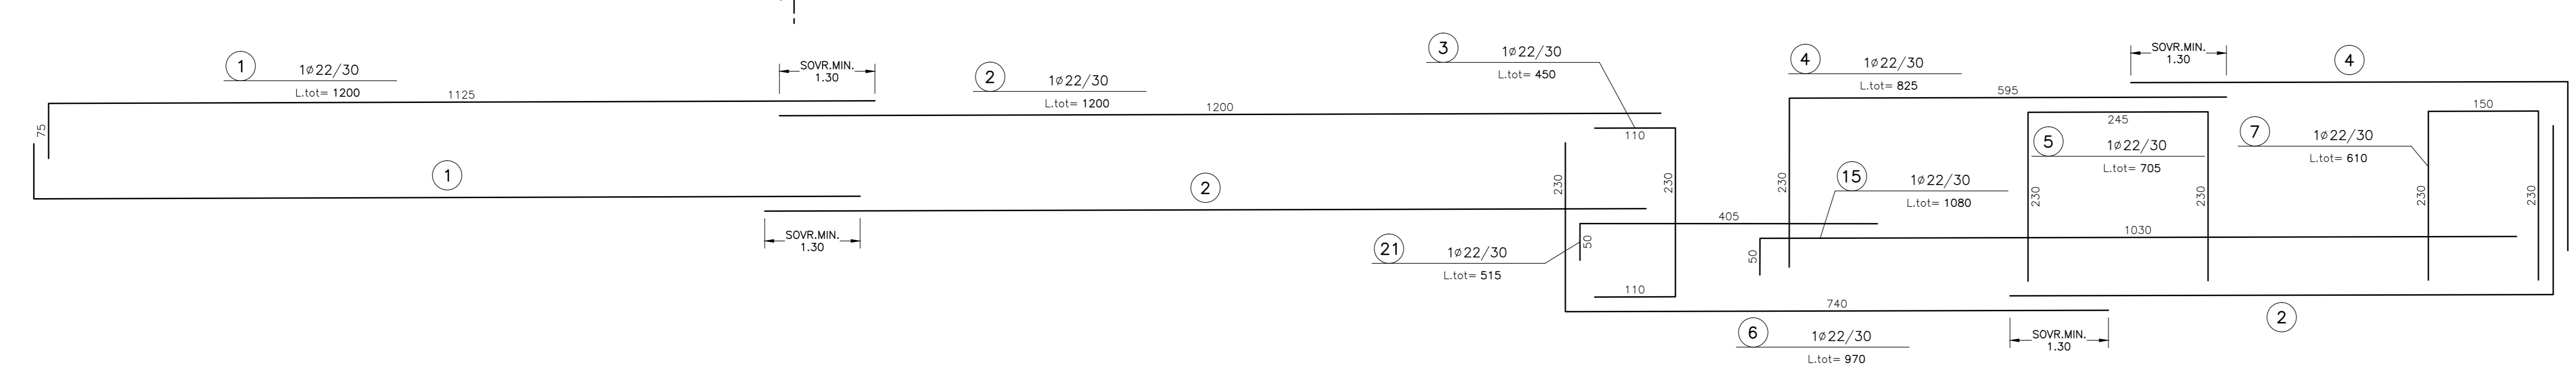 1
1ø22/30
L.tot= 1200
1125
75
1
SOVR.MIN.
1.30
2
1ø22/30
L.tot= 1200
1200
2
SOVR.MIN.
1.30
3
1ø22/30
L.tot= 450
110
230
230
110
4
1ø22/30
L.tot= 825
595
230
SOVR.MIN.
1.30
4
245
5
1ø22/30
L.tot= 705
230
230
150
7
1ø22/30
L.tot= 610
230
230
15
1ø22/30
L.tot= 1080
1030
50
405
21
1ø22/30
L.tot= 515
50
740
6
1ø22/30
L.tot= 970
SOVR.MIN.
1.30
2